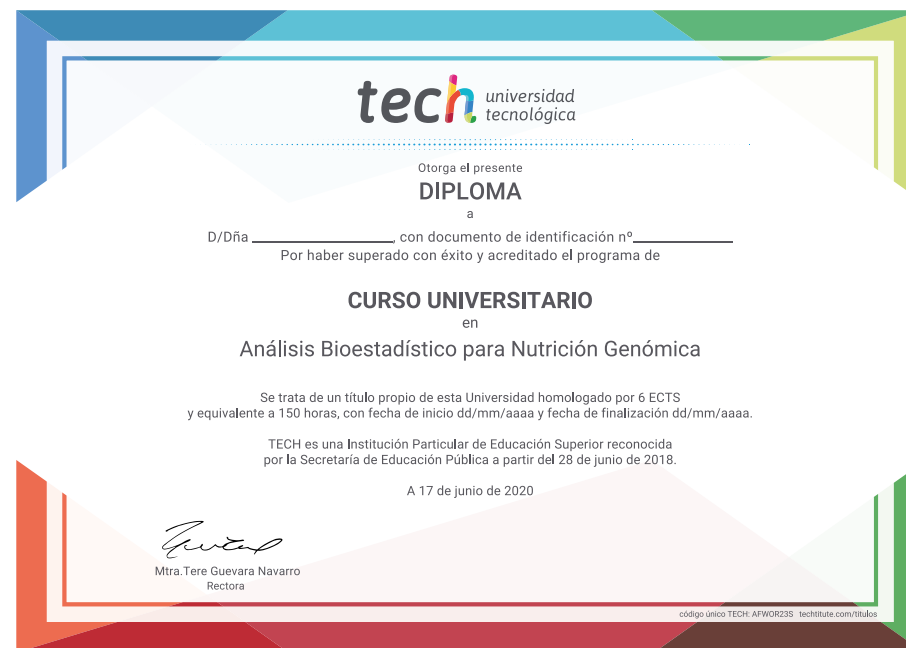 tech universidad
tecnológica
Otorga el presente
DIPLOMA
a
D/Dña ____________________, con documento de identificación nº______________
Por haber superado con éxito y acreditado el programa de
CURSO UNIVERSITARIO
en
Análisis Bioestadístico para Nutrición Genómica
Se trata de un título propio de esta Universidad homologado por 6 ECTS
y equivalente a 150 horas, con fecha de inicio dd/mm/aaaa y fecha de finalización dd/mm/aaaa.
TECH es una Institución Particular de Educación Superior reconocida
por la Secretaría de Educación Pública a partir del 28 de junio de 2018.
A 17 de junio de 2020
Mtra.Tere Guevara Navarro
Rectora
código único TECH: AFWOR23S techtitute.com/titulos